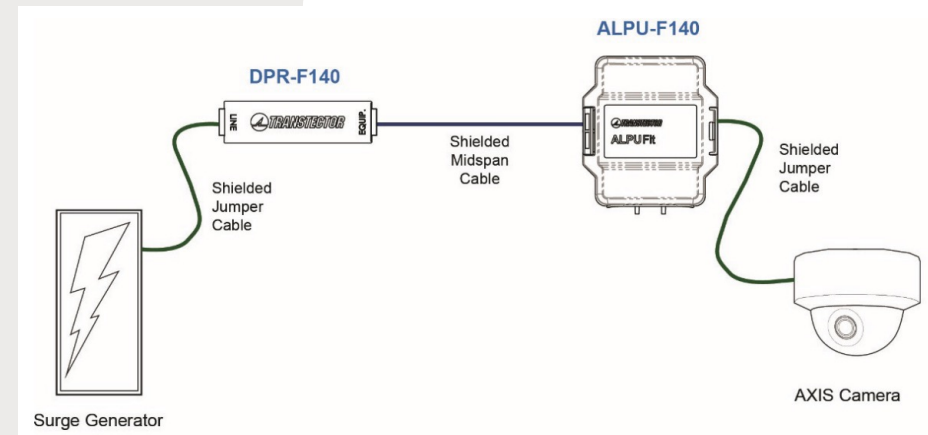 ALPU-F140
DPR-F140
LINE
TRANSTECTOR
EQUIP.
TRANSTECTOR
ALPU Fit
Shielded
Midspan
Cable
Shielded
Jumper
Cable
Shielded
Jumper
Cable
AXIS Camera
Surge Generator